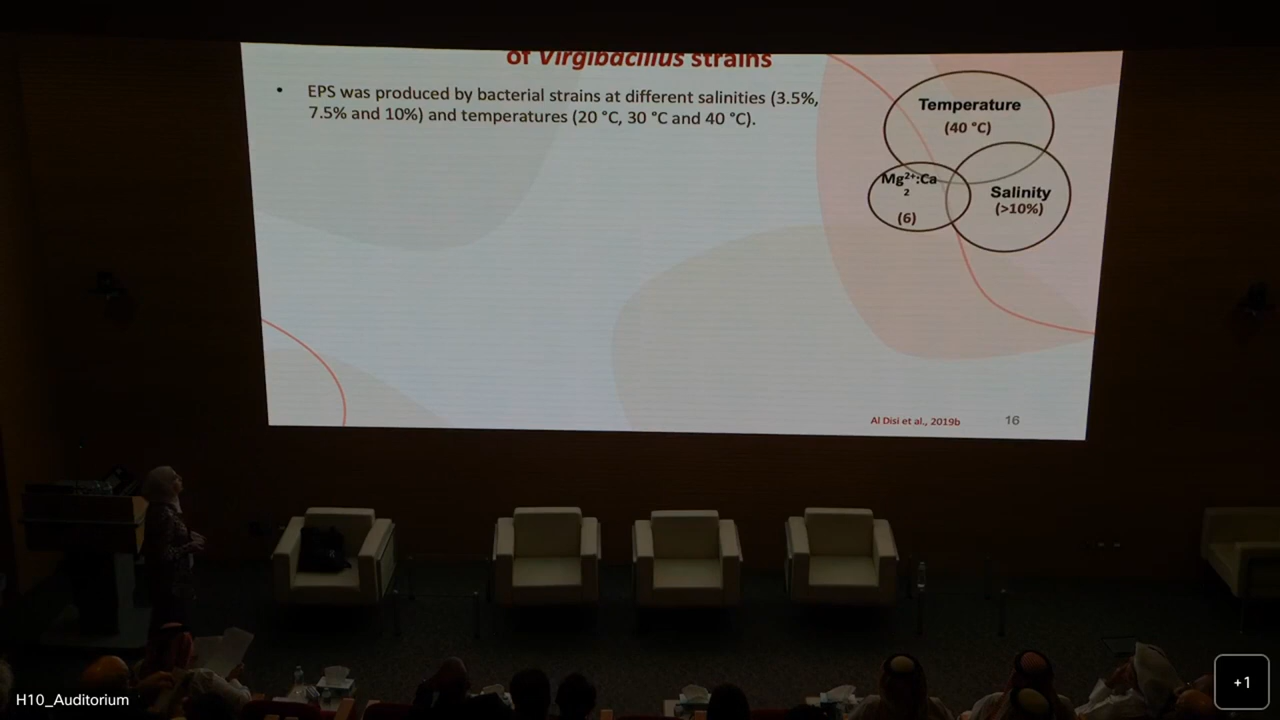 of Virgibacillus strains
• EPS was produced by bacterial strains at different salinities (3.5%,
7.5% and 10%) and temperatures (20 °C, 30 °C and 40 °C).
Temperature
(40 °C)
Mg²⁺:Ca
2
(6)
Salinity
(>10%)
Al Disi et al., 2019b
16
H10_Auditorium
+1